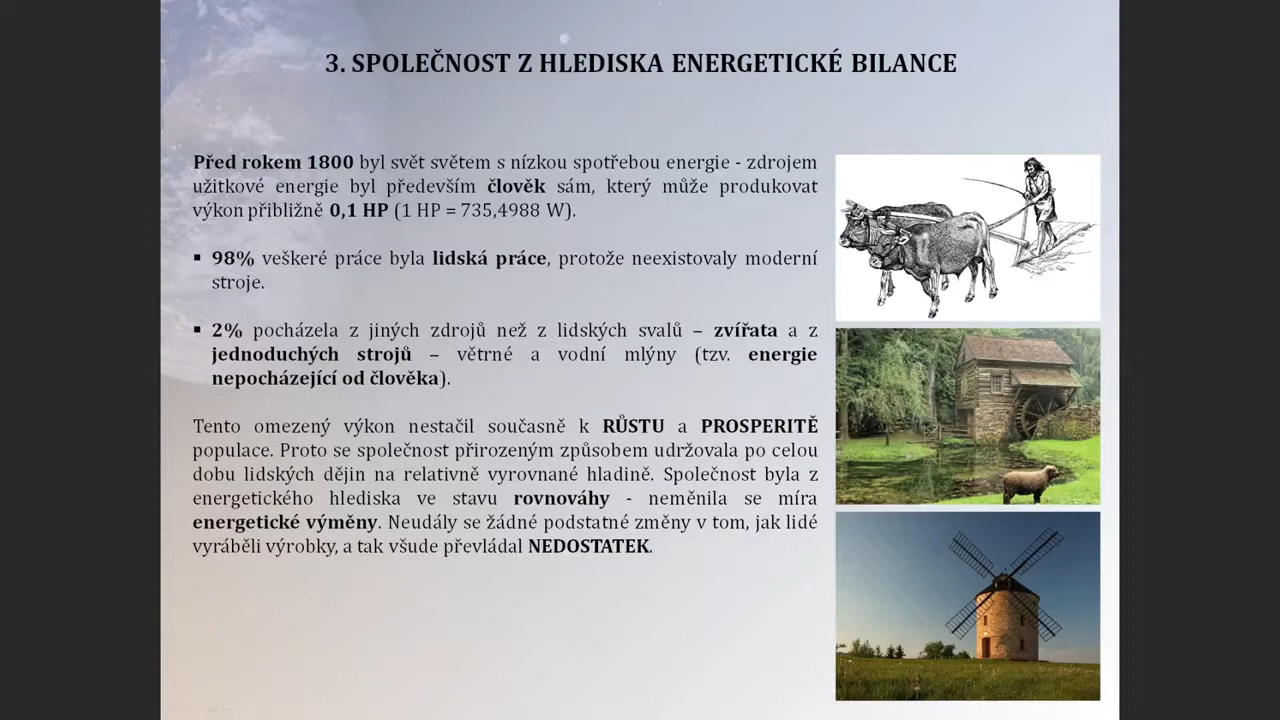 3. SPOLEČNOST Z HLEDISKA ENERGETICKÉ BILANCE
Před rokem 1800 byl svět světem s nízkou spotřebou energie - zdrojem
užitkové energie byl především člověk sám, který může produkovat
výkon přibližně 0,1 HP (1 HP = 735,4988 W).
▪ 98% veškeré práce byla lidská práce, protože neexistovaly moderní
stroje.
▪ 2% pocházela z jiných zdrojů než z lidských svalů – zvířata a z
jednoduchých strojů – větrné a vodní mlýny (tzv. energie
nepocházející od člověka).
Tento omezený výkon nestačil současně k RŮSTU a PROSPERITĚ
populace. Proto se společnost přirozeným způsobem udržovala po celou
dobu lidských dějin na relativně vyrovnané hladině. Společnost byla z
energetického hlediska ve stavu rovnováhy - neměnila se míra
energetické výměny. Neudály se žádné podstatné změny v tom, jak lidé
vyráběli výrobky, a tak všude převládal NEDOSTATEK.